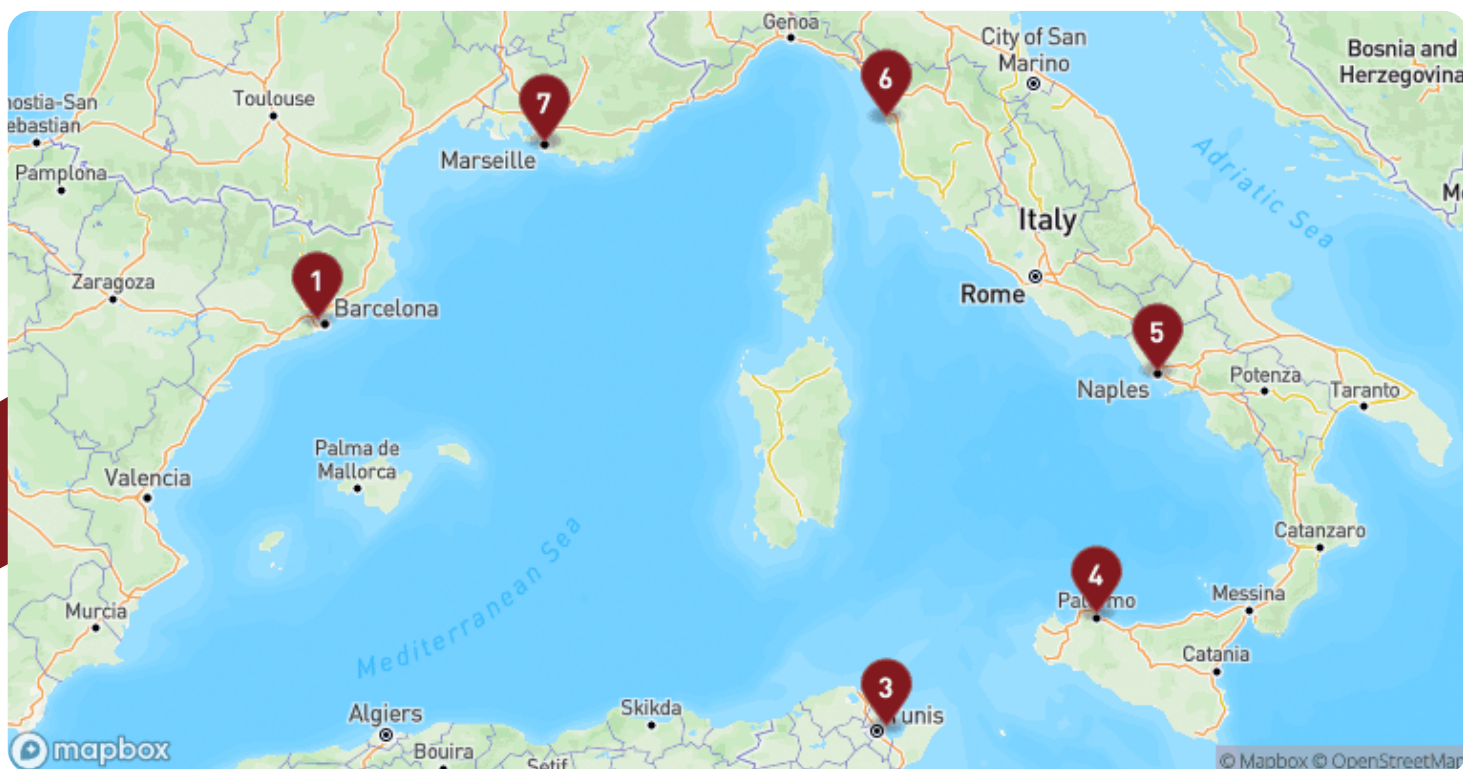 Genoa
City of San
Marino
Bosnia and
Herzegovina
6
nostia-San
ebastian
Toulouse
7
Marseille
Pamplona
Adriatic Sea
Italy
1
Zaragoza
Barcelona
Rome
5
Naples
Potenza
Taranto
Palma de
Mallorca
Valencia
Catanzaro
Mediterranean Sea
4
Messina
Murcia
Catania
3
unis
Skikda
Algiers
Bouira
Setif
mapbox
© Mapbox © OpenStreetMap